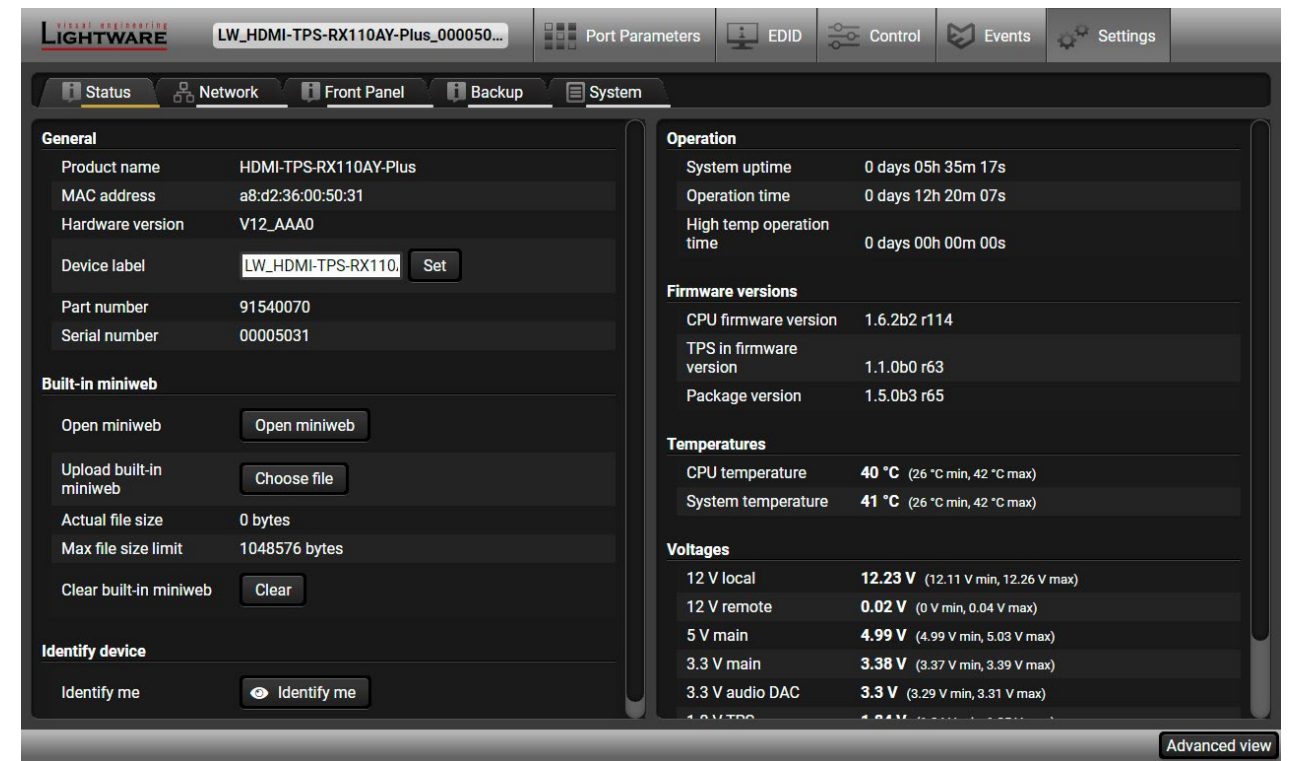 visual engineering
LIGHTWARE
LW_HDMI-TPS-RX110AY-Plus_000050...
Port Parameters
EDID
Control
Events
Settings
Status
Network
Front Panel
Backup
System
General
Product name HDMI-TPS-RX110AY-Plus
MAC address a8:d2:36:00:50:31
Hardware version V12_AAA0
Device label LW_HDMI-TPS-RX110A Set
Part number 91540070
Serial number 00005031
Built-in miniweb
Open miniweb Open miniweb
Upload built-in
miniweb Choose file
Actual file size 0 bytes
Max file size limit 1048576 bytes
Clear built-in miniweb Clear
Identify device
Identify me Identify me
Operation
System uptime 0 days 05h 35m 17s
Operation time 0 days 12h 20m 07s
High temp operation
time 0 days 00h 00m 00s
Firmware versions
CPU firmware version 1.6.2b2 r114
TPS in firmware
version 1.1.0b0 r63
Package version 1.5.0b3 r65
Temperatures
CPU temperature 40 °C (26 °C min, 42 °C max)
System temperature 41 °C (26 °C min, 42 °C max)
Voltages
12 V local 12.23 V (12.11 V min, 12.26 V max)
12 V remote 0.02 V (0 V min, 0.04 V max)
5 V main 4.99 V (4.99 V min, 5.03 V max)
3.3 V main 3.38 V (3.37 V min, 3.39 V max)
3.3 V audio DAC 3.3 V (3.29 V min, 3.31 V max)
Advanced view